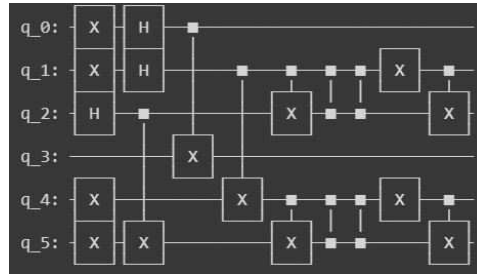 q_0: X H
q_1: X H X
q_2: H X X
q_3: X
q_4: X X X
q_5: X X X X